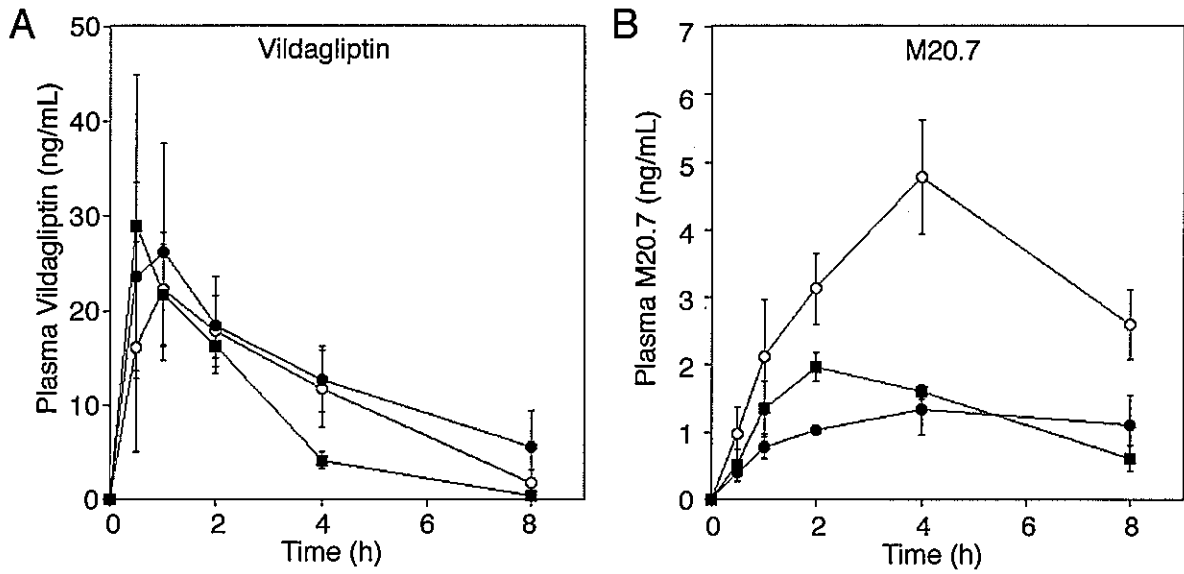 A
Vildagliptin
Plasma Vildagliptin (ng/mL)
50
40
30
20
10
0
0 2 4 6 8
Time (h)
B
M20.7
Plasma M20.7 (ng/mL)
7
6
5
4
3
2
1
0
0 2 4 6 8
Time (h)